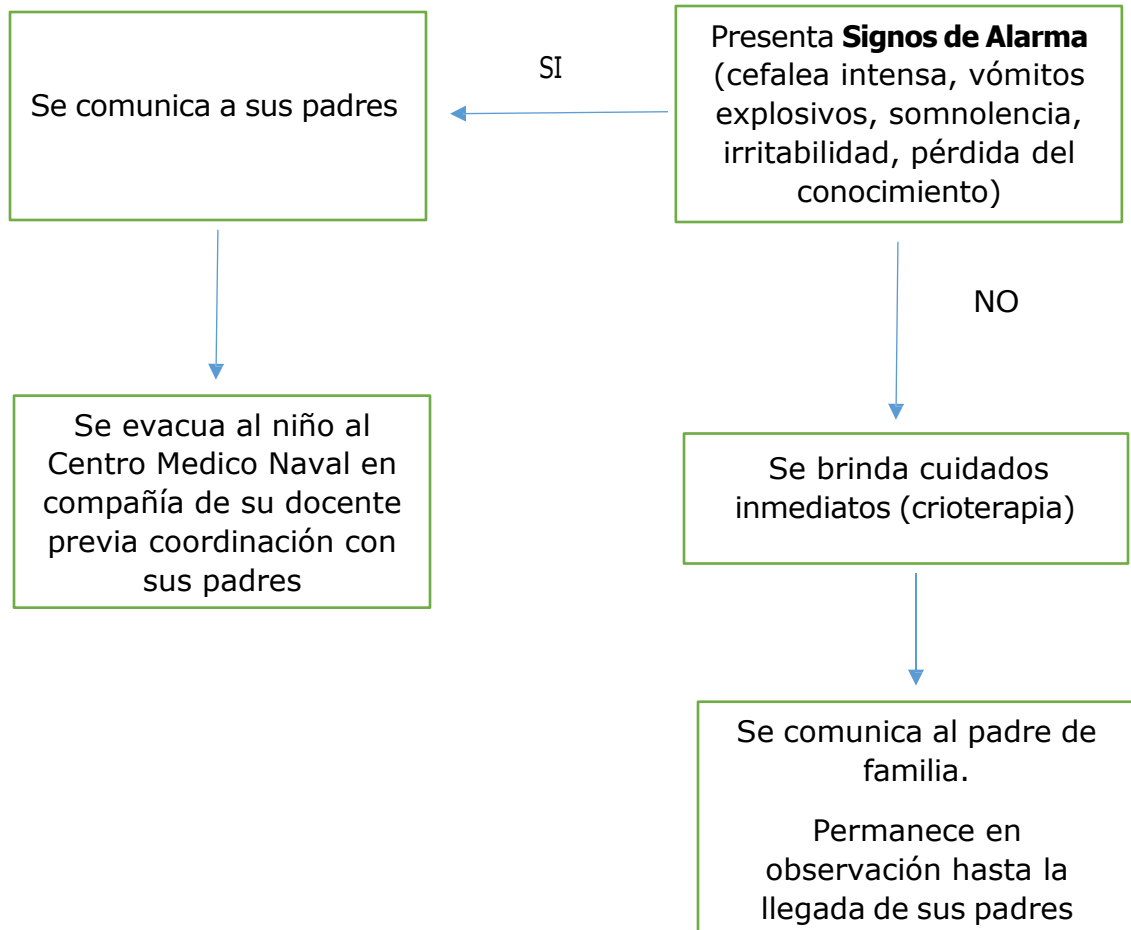 Presenta Signos de Alarma
(cefalea intensa, vómitos
explosivos, somnolencia,
irritabilidad, pérdida del
conocimiento)
SI
Se comunica a sus padres
Se evacua al niño al
Centro Medico Naval en
compañía de su docente
previa coordinación con
sus padres
NO
Se brinda cuidados
inmediatos (crioterapia)
Se comunica al padre de
familia.
Permanece en
observación hasta la
llegada de sus padres